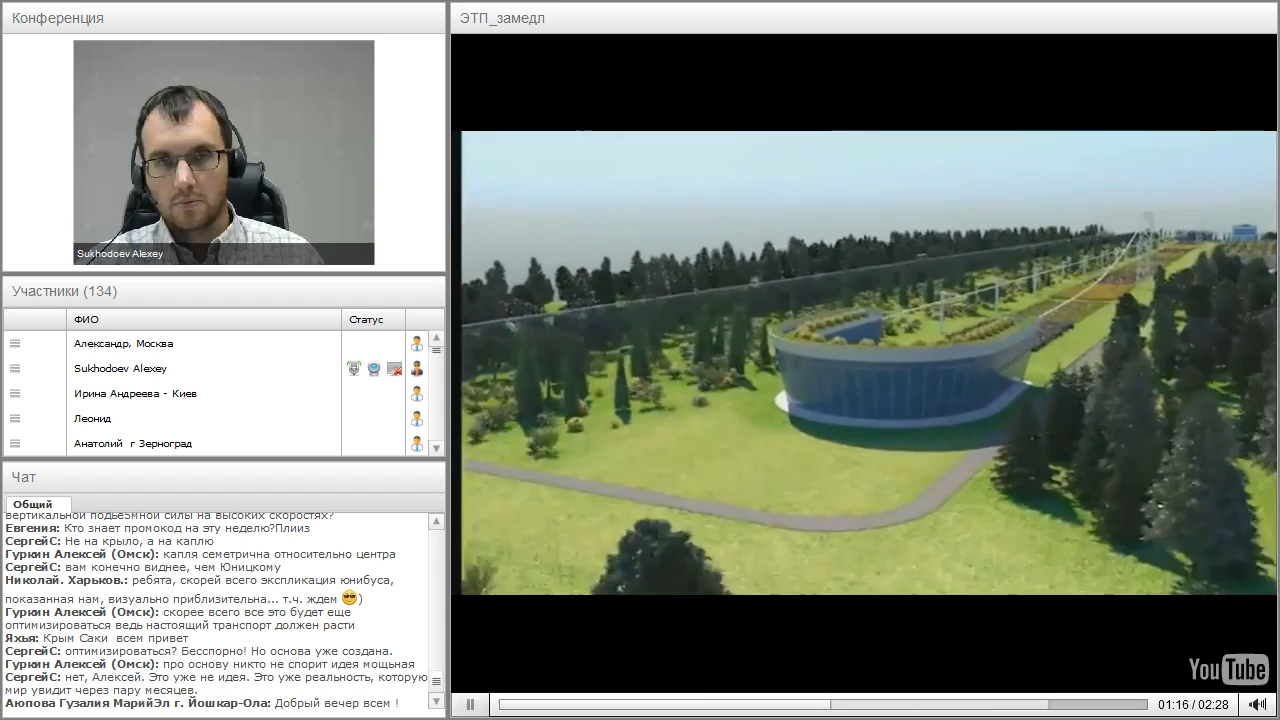 Конференция
Sukhodoev Alexey
Участники (134)
ФИО
Статус
Александр, Москва
Sukhodoev Alexey
Ирина Андреева - Киев
Леонид
Анатолий г Зерноград
Чат
Общий
вертикальной подъёмной силы на высоких скоростях?
Евгения: Кто знает промокод на эту неделю?Плииз
СергейС: Не на крыло, а на каплю
Гуркин Алексей (Омск): капля семетрична относительно центра
СергейС: вам конечно виднее, чем Юницкому
Николай. Харьков.: ребята, скорей всего экспликация юнибуса,
показанная нам, визуально приблизительна... т.ч. ждем )
Гуркин Алексей (Омск): скорее всего все это будет еще
оптимизироваться ведь настоящий транспорт должен расти
Яхья: Крым Саки всем привет
СергейС: оптимизироваться? Бесспорно! Но основа уже создана.
Гуркин Алексей (Омск): про основу никто не спорит идея мощьная
СергейС: нет, Алексей. Это уже не идея. Это уже реальность, которую
мир увидит через пару месяцев.
Аюпова Гузалия МарийЭл г. Йошкар-Ола: Добрый вечер всем !
ЭТП_замедл
YouTube
01:16 / 02:28